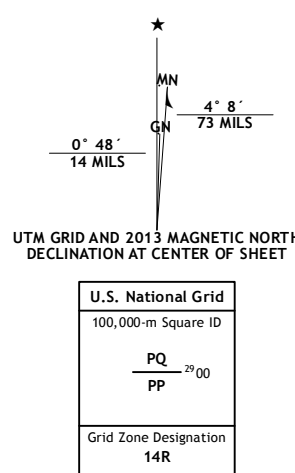 ★
MN
GN
4° 8´
73 MILS
0° 48´
14 MILS
UTM GRID AND 2013 MAGNETIC NORTH
DECLINATION AT CENTER OF SHEET
U.S. National Grid
100,000-m Square ID
PQ
PP
2900
Grid Zone Designation
14R